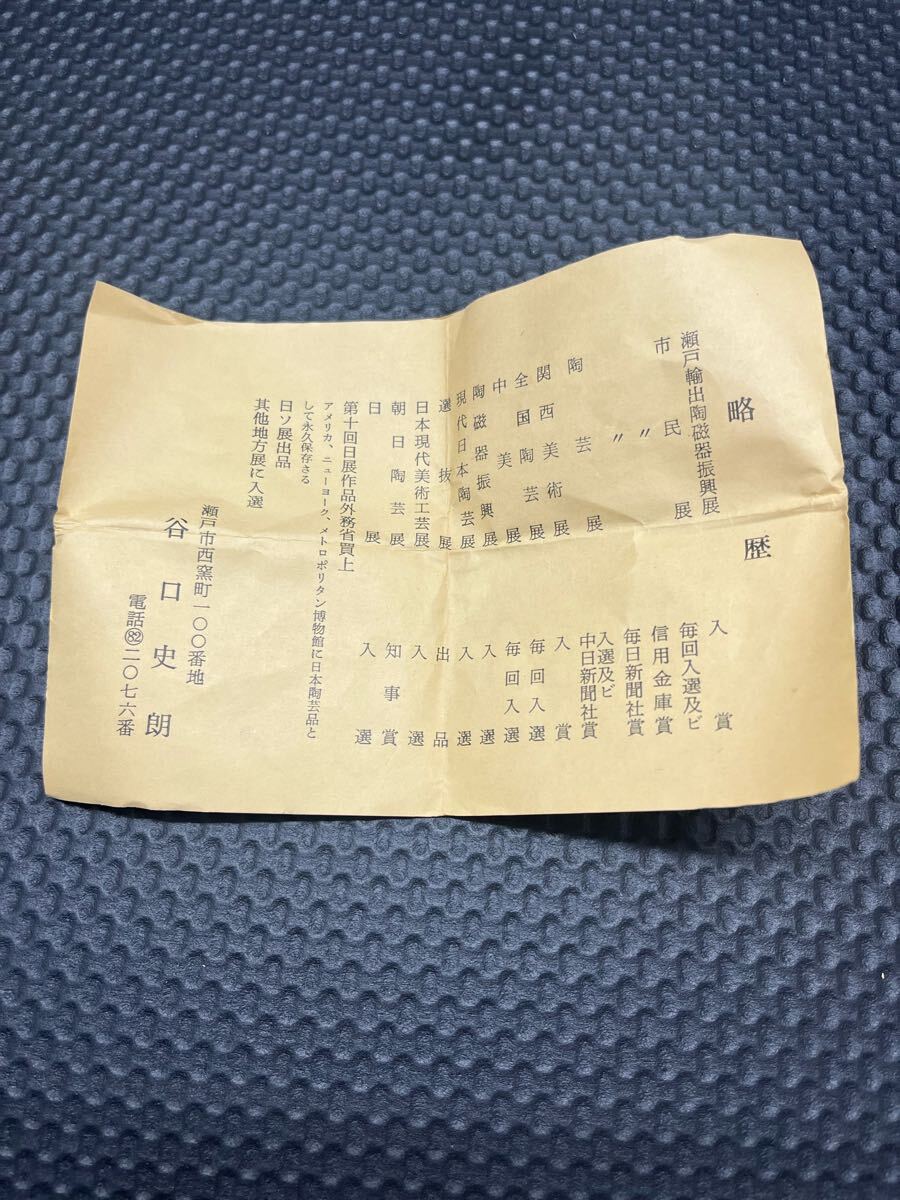 略歴
瀬戸輸出陶磁器振興展 入賞
市民展 毎回入選及ビ
〃 信用金庫賞
〃 毎日新聞社賞
陶芸展 入選及ビ
中日新聞社賞
関西美術展 入賞
全国陶芸展 毎回入選
中美展 毎回入選
陶磁器振興展 入選
現代日本陶芸展 入選
選抜展 出品
日本現代美術工芸展 入選
朝日陶芸展 知事賞
日展 入選
第十回日展作品外務省買上
アメリカ、ニューヨーク、メトロポリタン博物館に日本陶芸品と
して永久保存さる
日ソ展出品
其他地方展に入選
瀬戸市西窯町一〇〇番地
谷口史朗
電話㉘二〇七六番